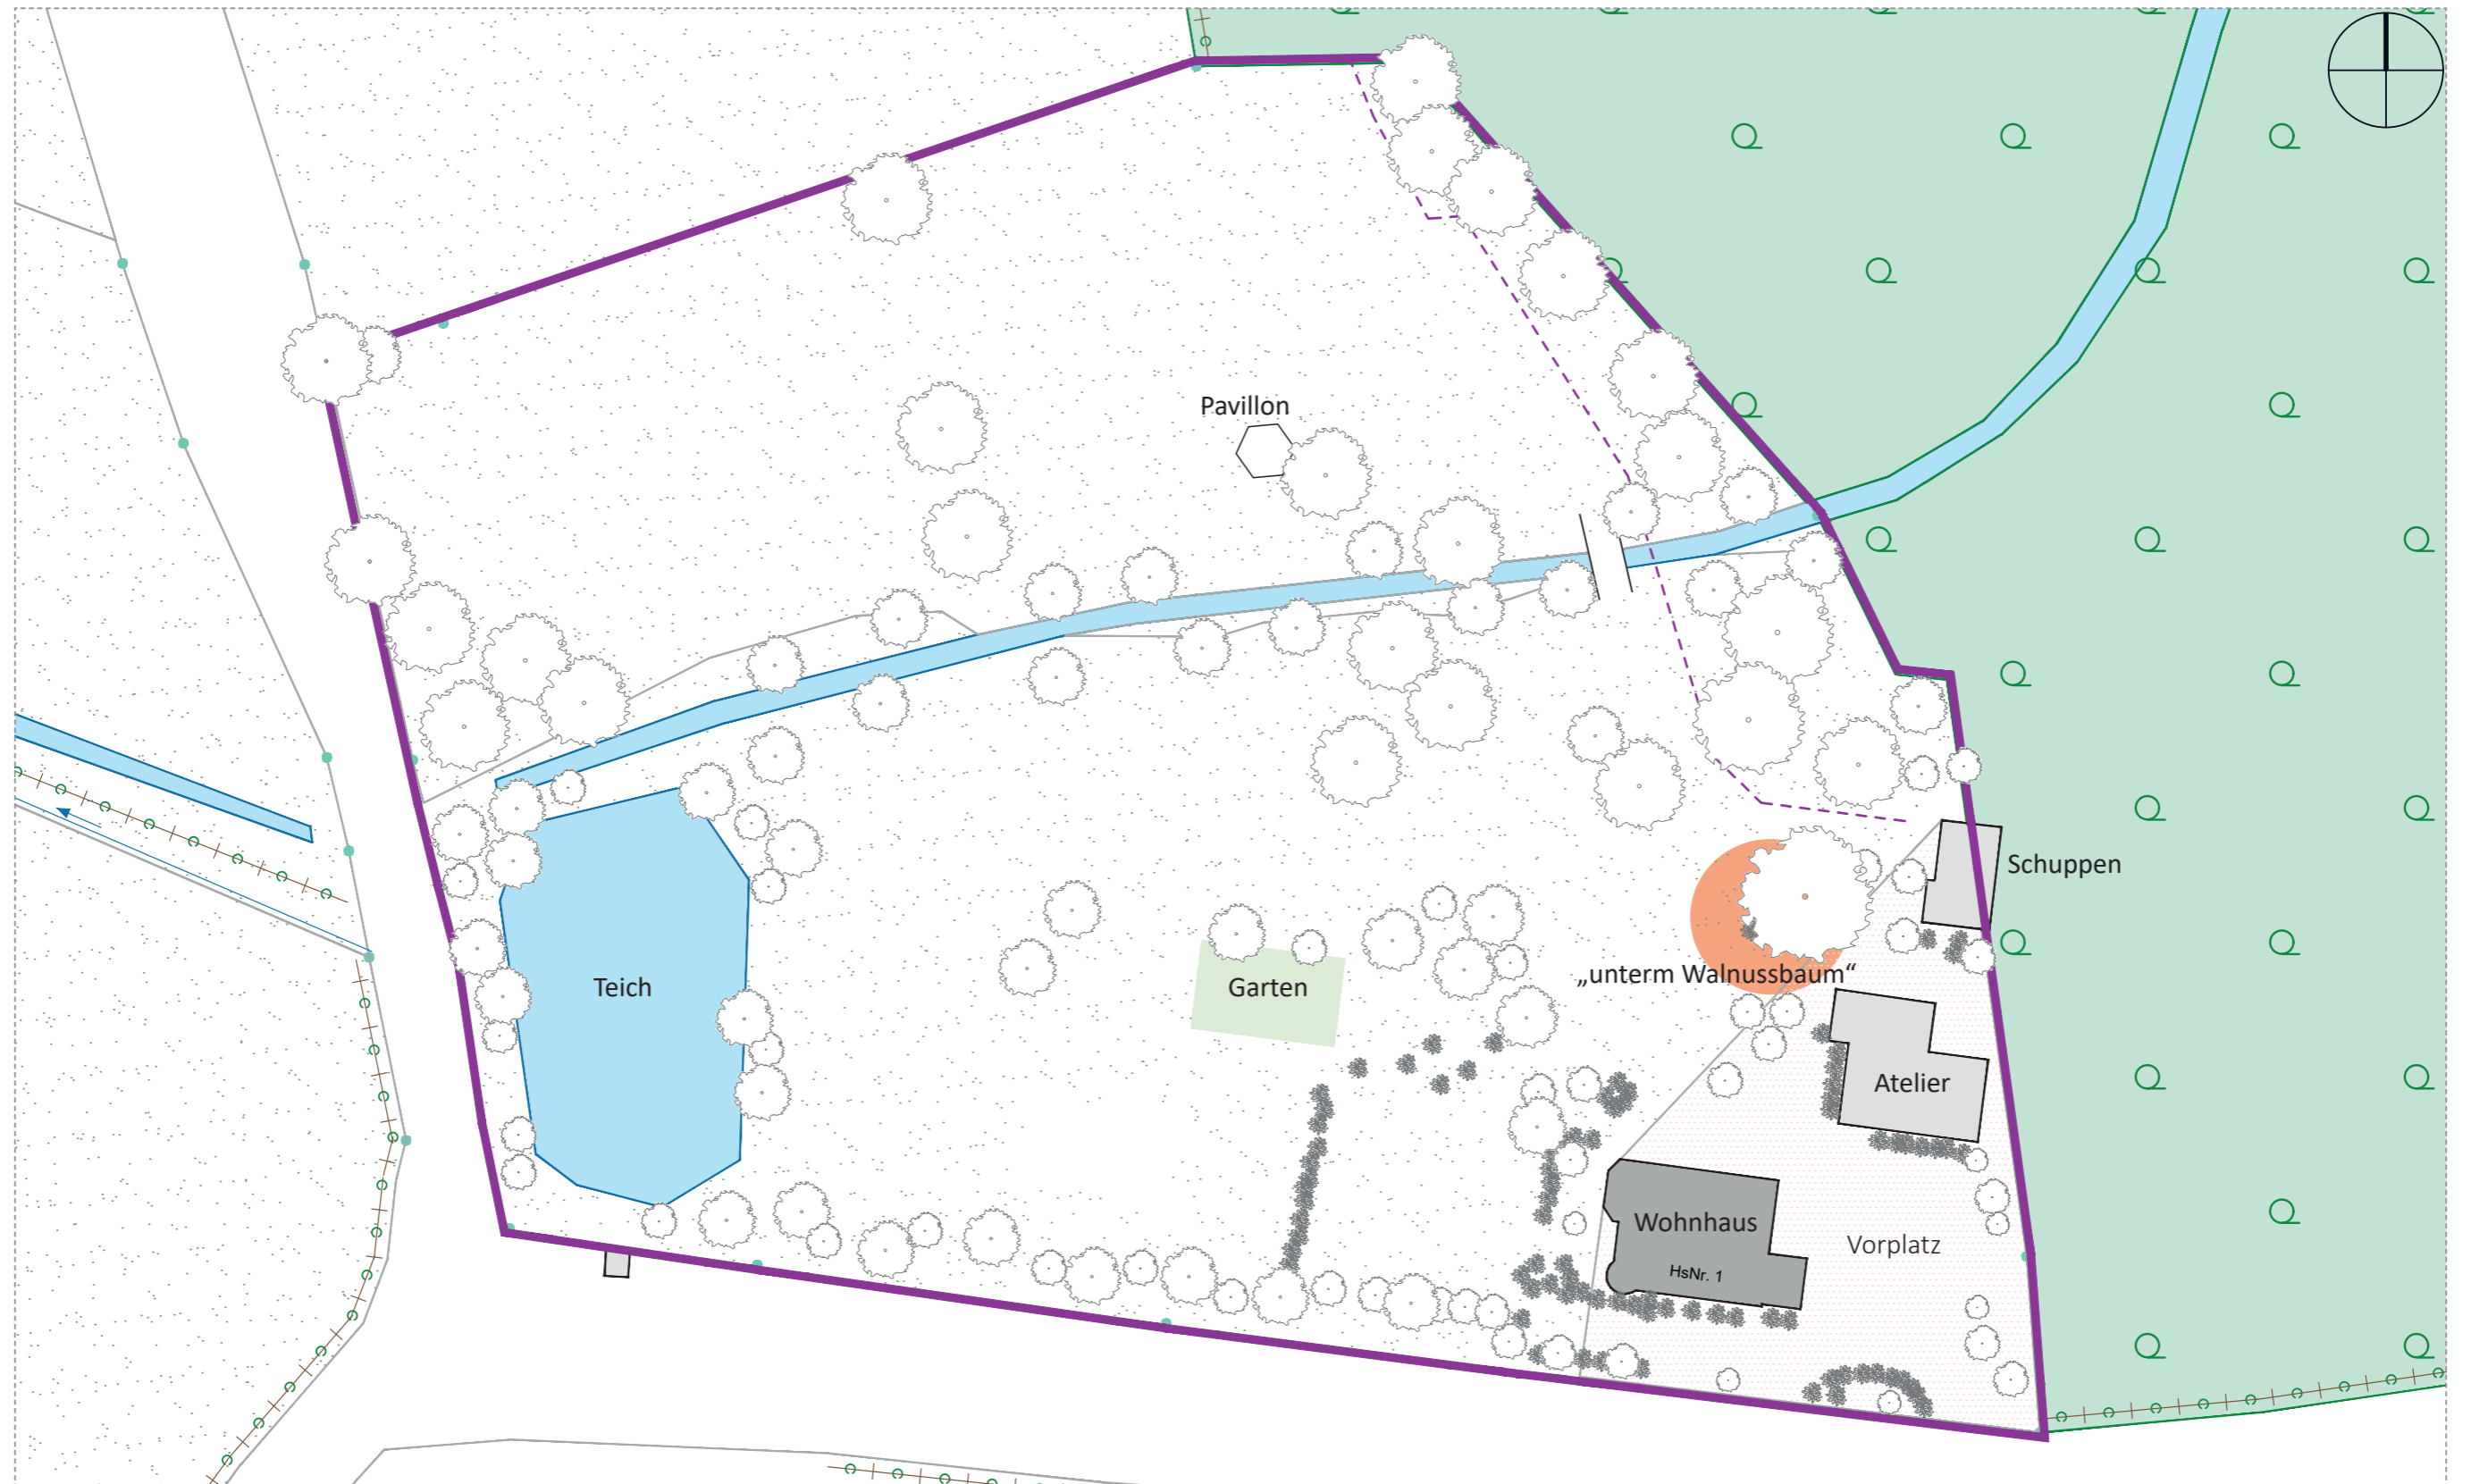 Pavillon
Schuppen
„unterm Walnussbaum“
Teich
Garten
Atelier
Wohnhaus
HsNr. 1
Vorplatz